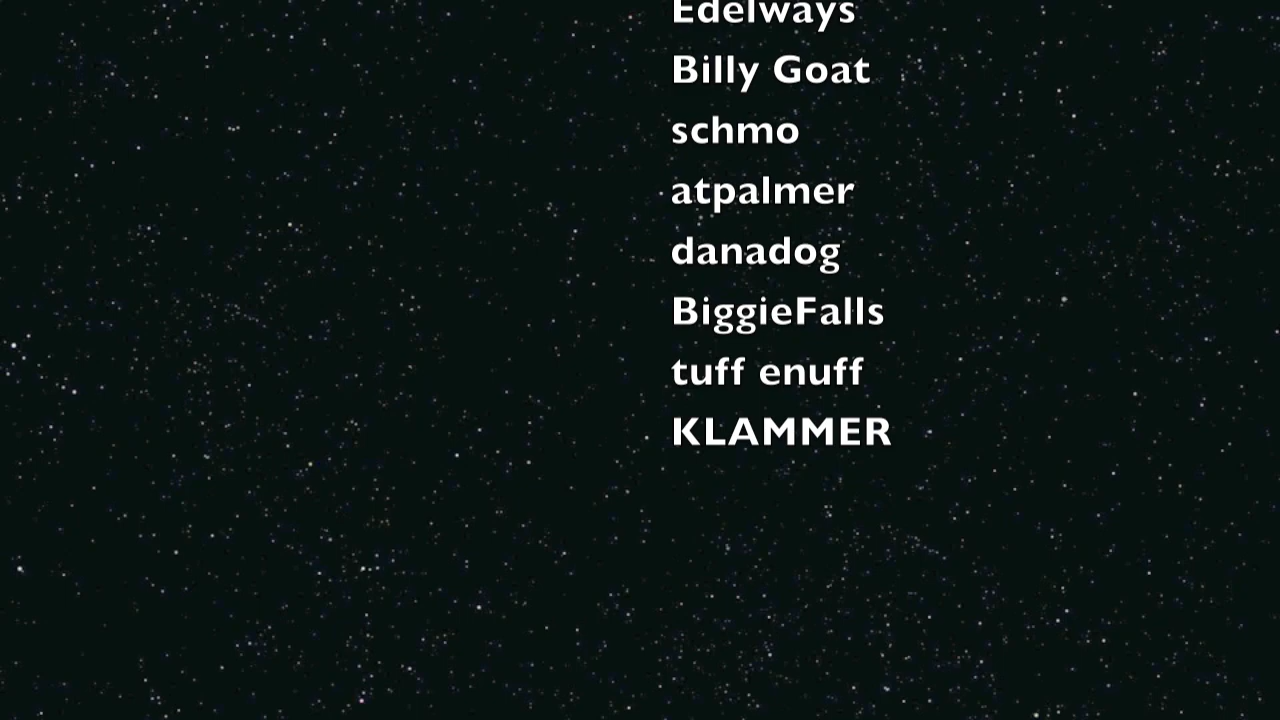 Edelways
Billy Goat
schmo
atpalmer
danadog
BiggieFalls
tuff enuff
KLAMMER